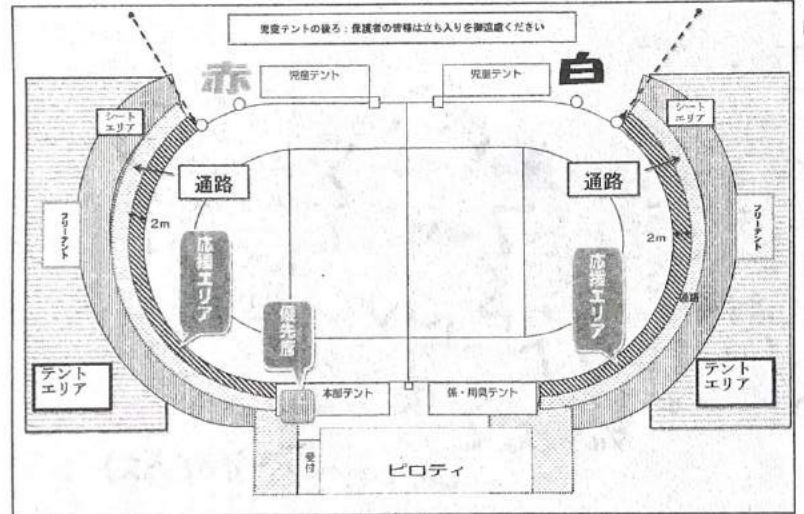 児童テントの後ろ：保護者の皆様は立ち入りを御遠慮ください
赤
児童テント
児童テント
白
シート
エリア
シート
エリア
通路
通路
2m
2m
フリーテント
フリーテント
応援エリア
応援エリア
優先席
通路
テント
エリア
テント
エリア
本部テント
係・用具テント
受付
ピロティ